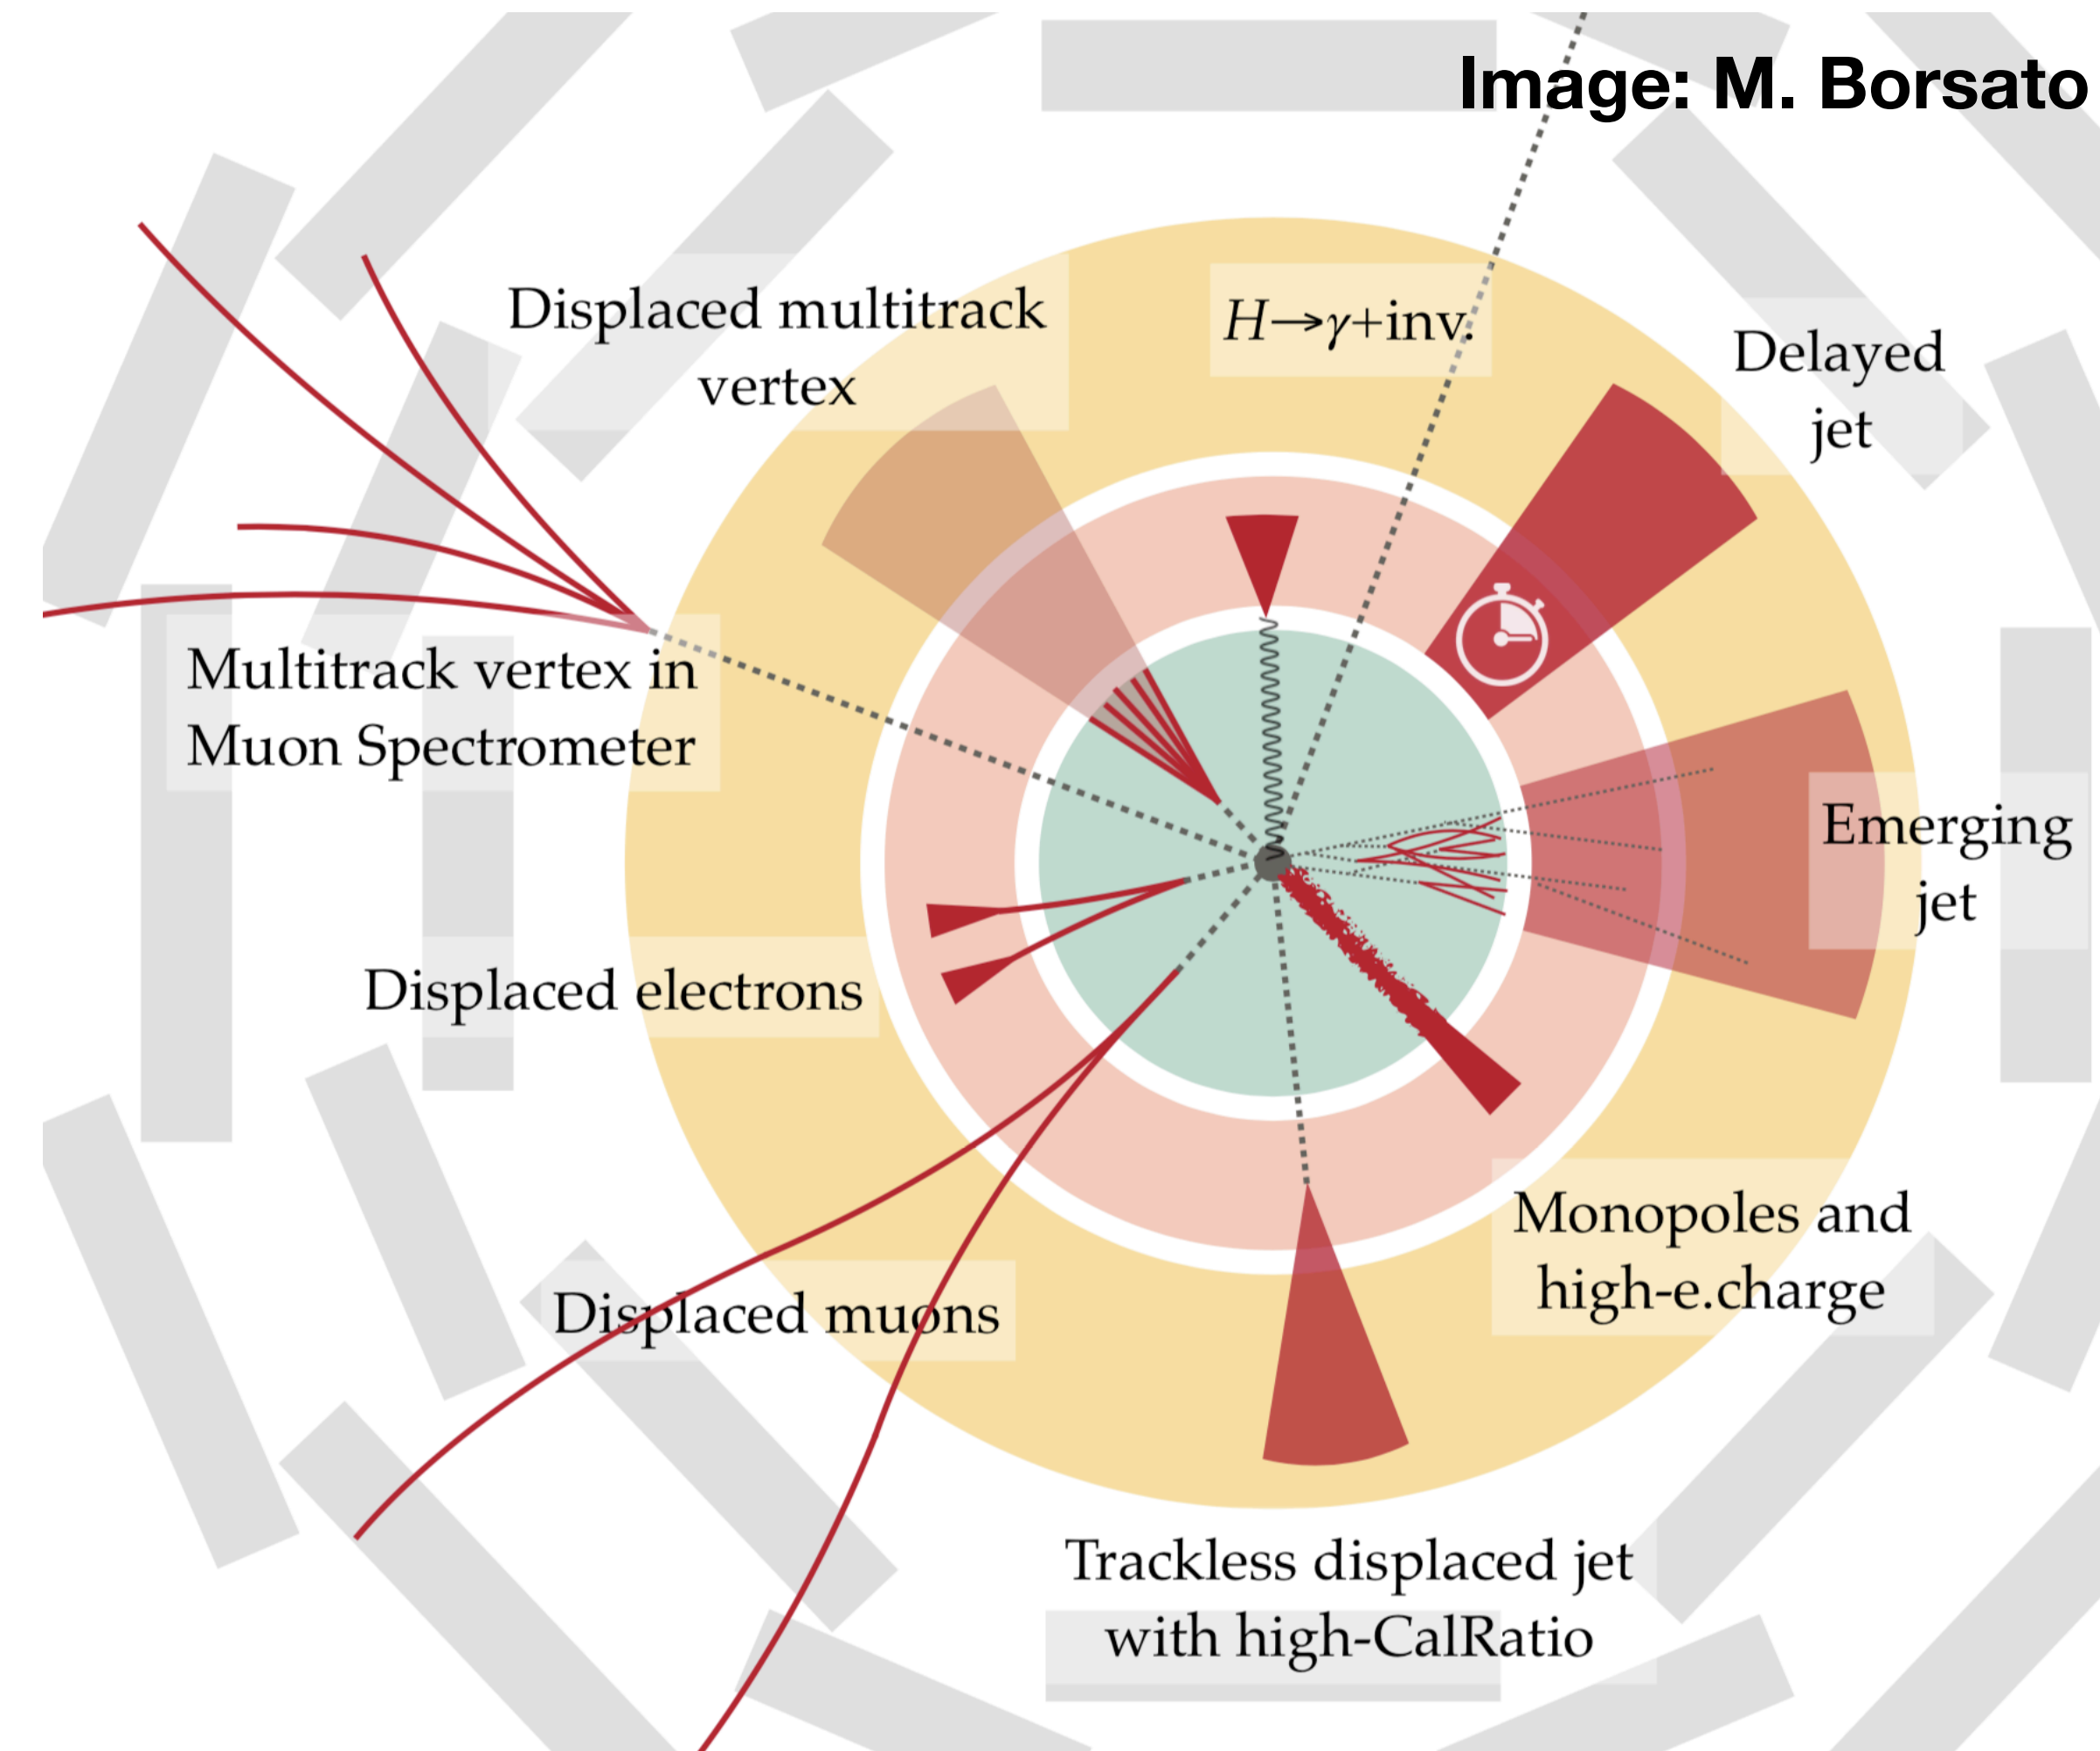 Image: M. Borsato
Displaced multitrack
vertex
H→γ+inv.
Delayed
jet
Multitrack vertex in
Muon Spectrometer
Emerging
jet
Displaced electrons
Monopoles and
high-e.charge
Displaced muons
Trackless displaced jet
with high-CalRatio